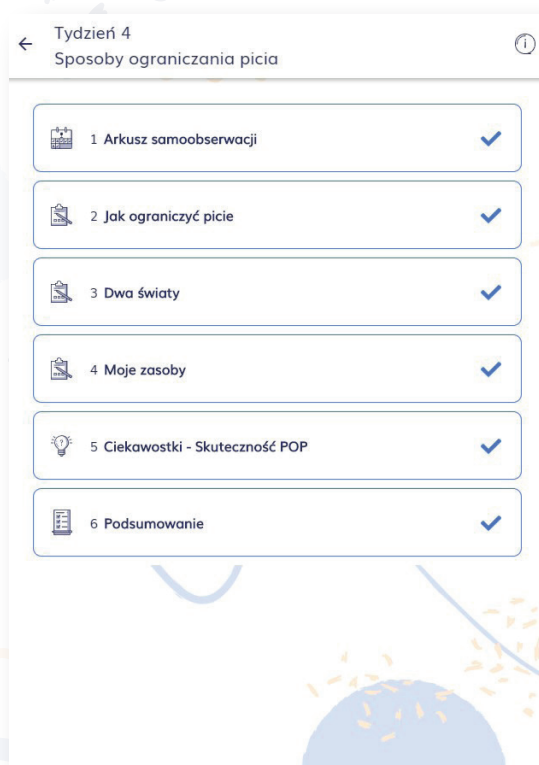 Tydzień 4
Sposoby ograniczania picia
1 Arkusz samoobserwacji
2 Jak ograniczyć picie
3 Dwa światy
4 Moje zasoby
5 Ciekawostki - Skuteczność POP
6 Podsumowanie